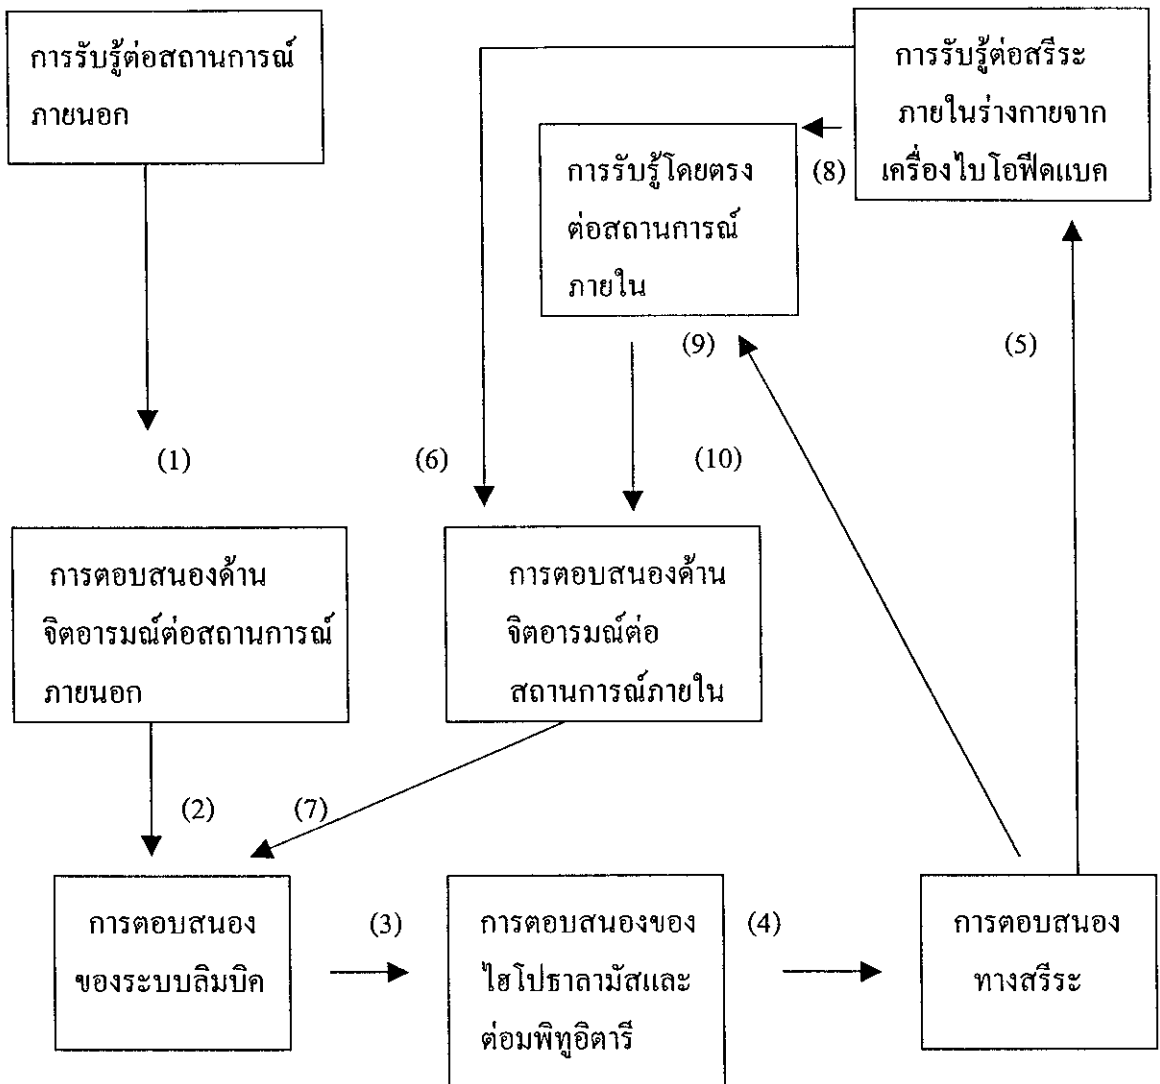 การรับรู้ต่อสถานการณ์
ภายนอก
การรับรู้ต่อสรีระ
ภายในร่างกายจาก
เครื่องไบโอฟีดแบค
(8)
การรับรู้โดยตรง
ต่อสถานการณ์
ภายใน
(9)
(5)
(1)
(6)
(10)
การตอบสนองด้าน
จิตอารมณ์ต่อสถานการณ์
ภายนอก
การตอบสนองด้าน
จิตอารมณ์ต่อ
สถานการณ์ภายใน
(2)
(7)
การตอบสนอง
ของระบบลิมบิค
(3)
การตอบสนองของ
ไฮโปธาลามัสและ
ต่อมพิทูอิตารี
(4)
การตอบสนอง
ทางสรีระ